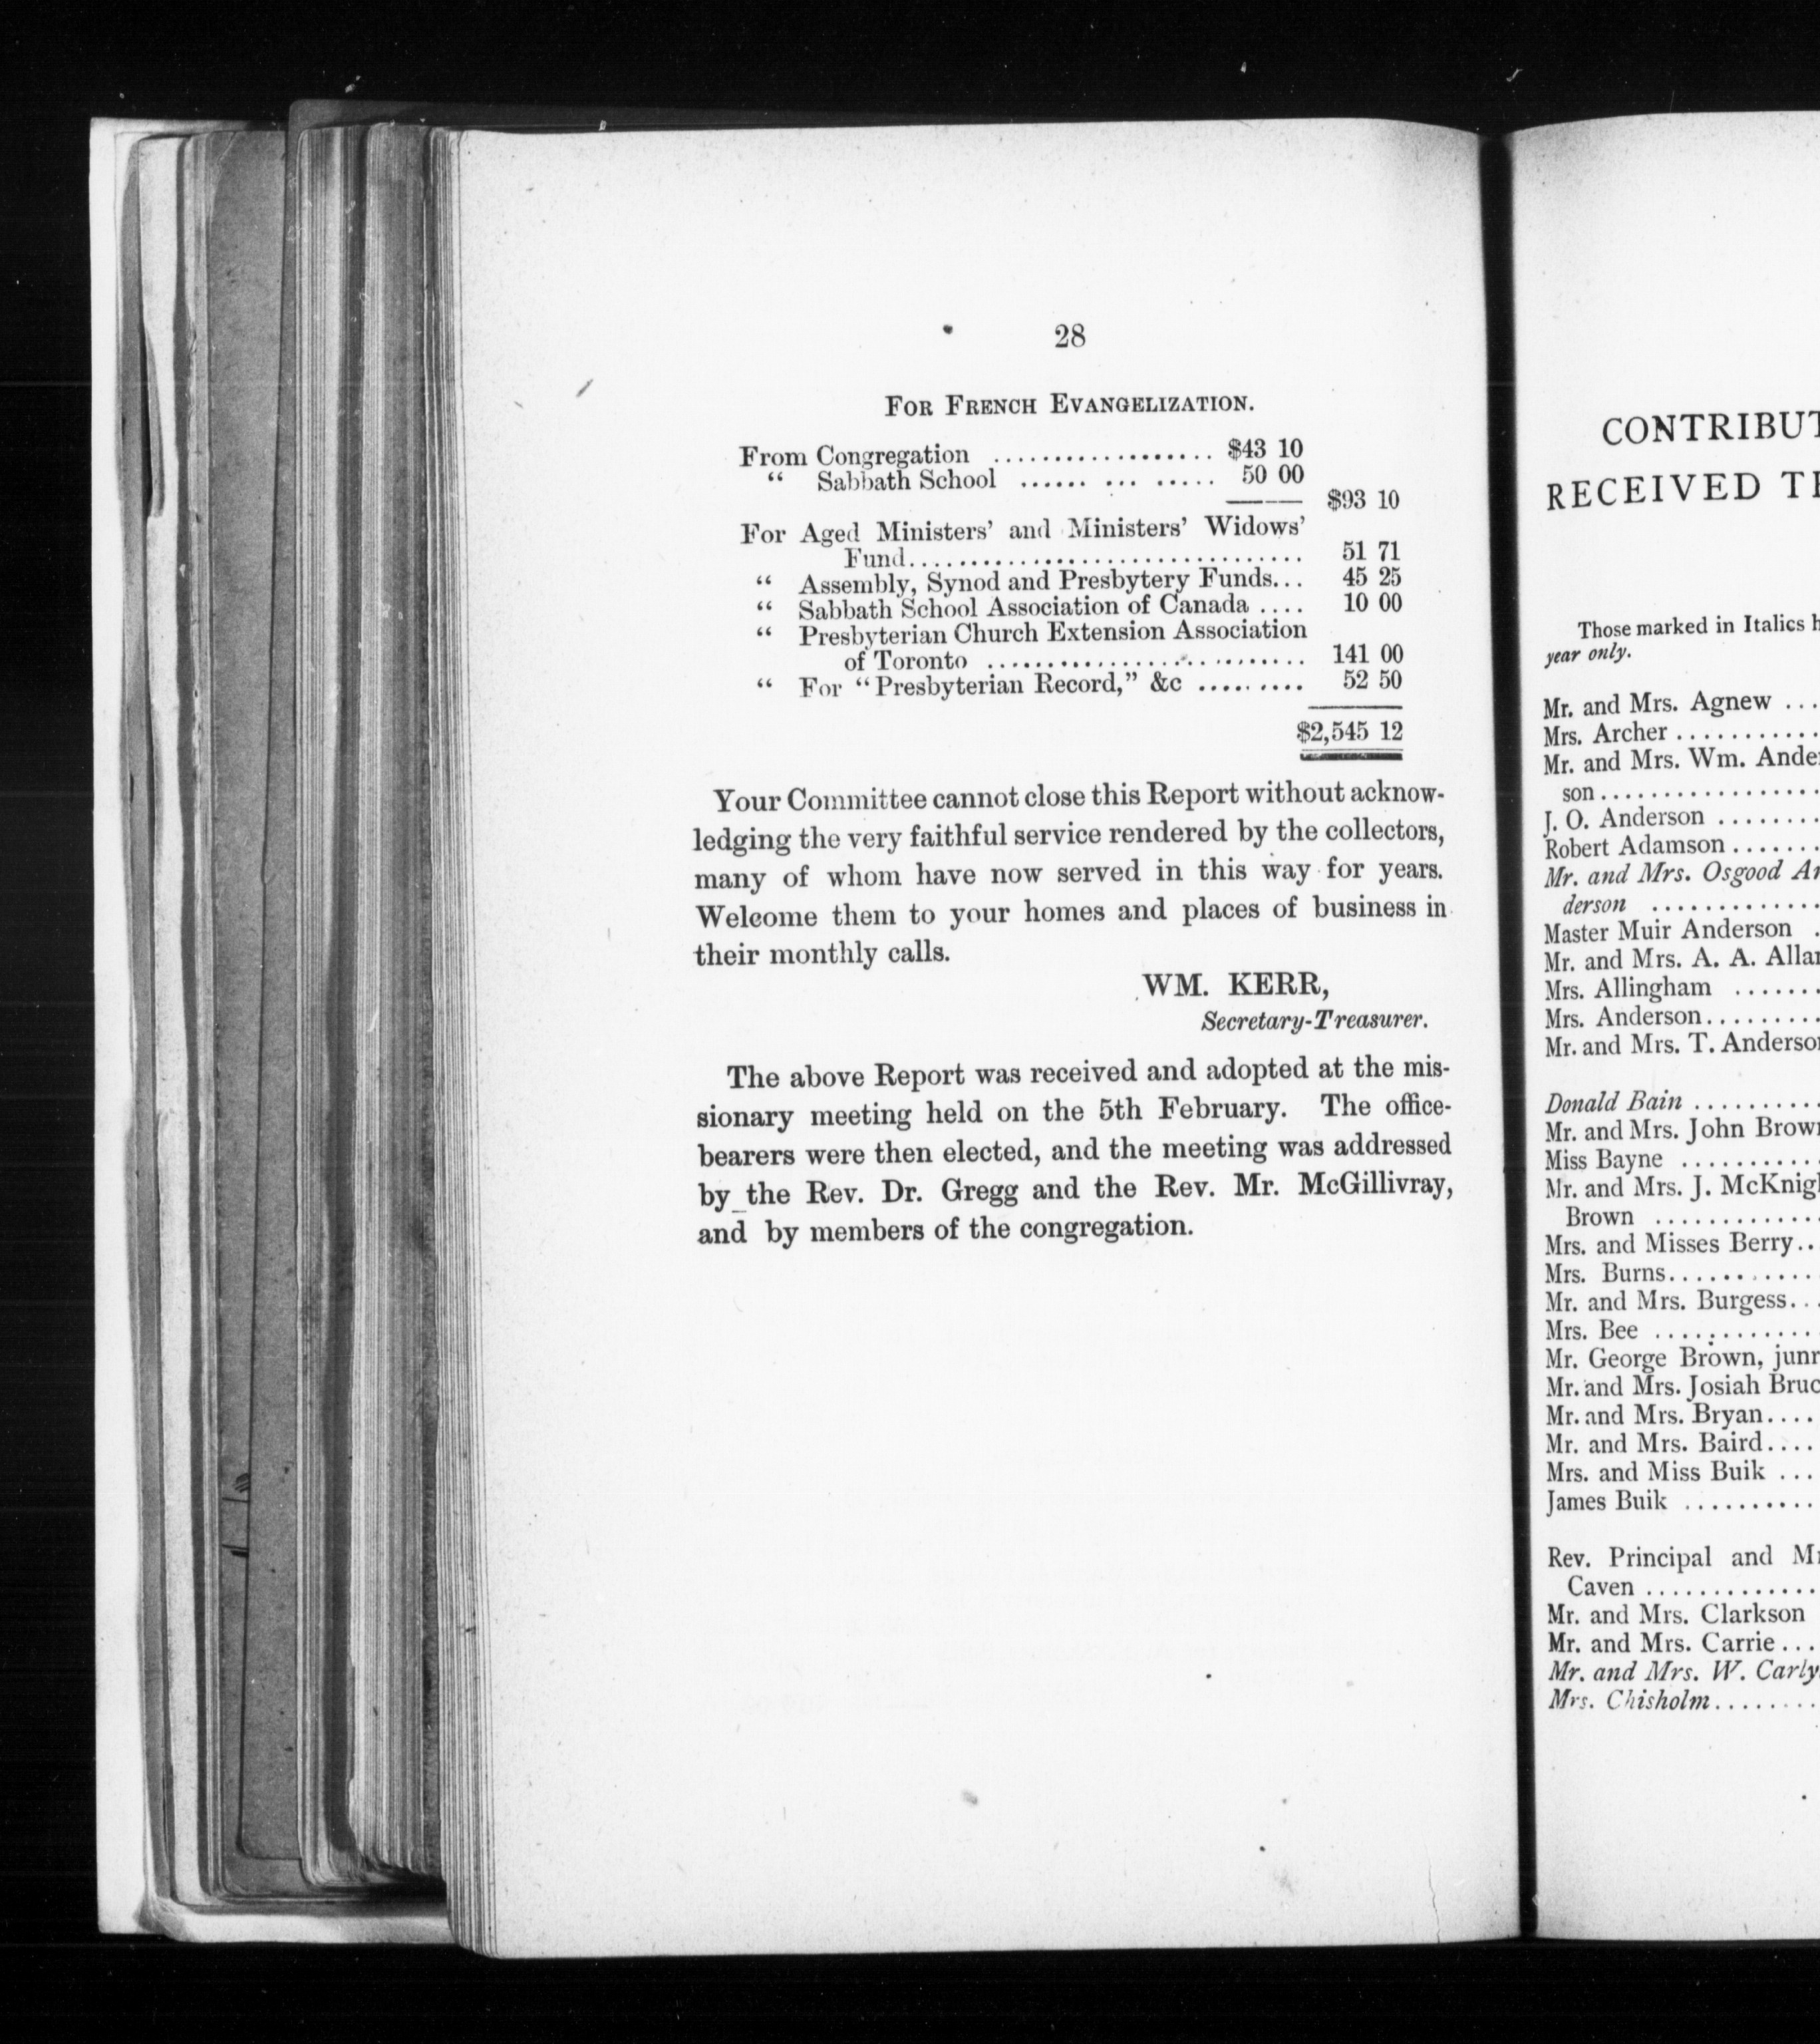 28
FOR FRENCH EVANGELIZATION.
From Congregation .................. $43 10
“ Sabbath School ...... ... ..... 50 00
$93 10
For Aged Ministers’ and Ministers’ Widows’
Fund................................ 51 71
“ Assembly, Synod and Presbytery Funds... 45 25
“ Sabbath School Association of Canada .... 10 00
“ Presbyterian Church Extension Association
of Toronto .......................... 141 00
“ For “Presbyterian Record,” &c ......... 52 50
$2,545 12
Your Committee cannot close this Report without acknow-
ledging the very faithful service rendered by the collectors,
many of whom have now served in this way for years.
Welcome them to your homes and places of business in
their monthly calls.
WM. KERR,
Secretary-Treasurer.
The above Report was received and adopted at the mis-
sionary meeting held on the 5th February. The office-
bearers were then elected, and the meeting was addressed
by the Rev. Dr. Gregg and the Rev. Mr. McGillivray,
and by members of the congregation.
CONTRIBUT
RECEIVED
Those marked in Italics
year only.
Mr. and Mrs. Agnew ...
Mrs. Archer ...........
Mr. and Mrs. Wm. Ander
son .................
J. O. Anderson ........
Robert Adamson .......
Mr. and Mrs. Osgood An
derson .............
Master Muir Anderson .
Mr. and Mrs. A. A. Allan
Mrs. Allingham .......
Mrs. Anderson.........
Mr. and Mrs. T. Anderson
Donald Bain ..........
Mr. and Mrs. John Brown
Miss Bayne ...........
Mr. and Mrs. J. McKnigh
Brown .............
Mrs. and Misses Berry..
Mrs. Burns............
Mr. and Mrs. Burgess...
Mrs. Bee .............
Mr. George Brown, junr
Mr. and Mrs. Josiah Bruc
Mr. and Mrs. Bryan....
Mr. and Mrs. Baird....
Mrs. and Miss Buik ...
James Buik ..........
Rev. Principal and Mr
Caven ..............
Mr. and Mrs. Clarkson
Mr. and Mrs. Carrie ...
Mr. and Mrs. W. Carly
Mrs. Chisholm........